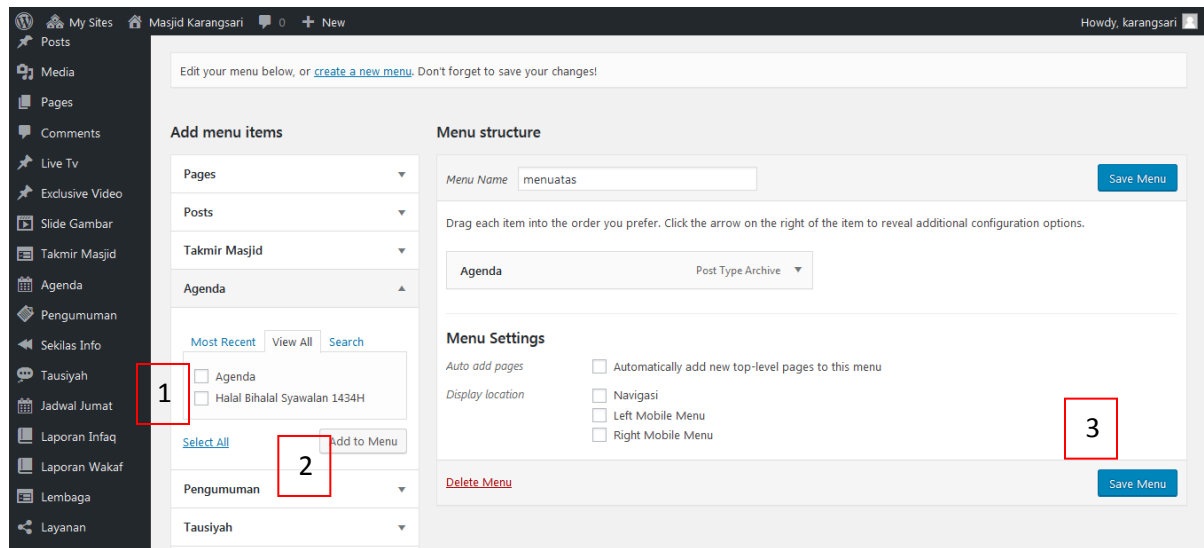 My Sites Masjid Karangsari 0 New Howdy, karangsari
Posts
Media
Pages
Comments
Live Tv
Exclusive Video
Slide Gambar
Takmir Masjid
Agenda
Pengumuman
Sekilas Info
Tausiyah
Jadwal Jumat
Laporan Infaq
Laporan Wakaf
Lembaga
Layanan
Edit your menu below, or create a new menu. Don't forget to save your changes!
Add menu items
Pages
Posts
Takmir Masjid
Agenda
Most Recent View All Search
1
Agenda
Halal Bihalal Syawalan 1434H
Select All Add to Menu
2
Pengumuman
Tausiyah
Menu structure
Menu Name menuatas Save Menu
Drag each item into the order you prefer. Click the arrow on the right of the item to reveal additional configuration options.
Agenda Post Type Archive
Menu Settings
Auto add pages Automatically add new top-level pages to this menu
Display location Navigasi
Left Mobile Menu
Right Mobile Menu
3
Delete Menu Save Menu